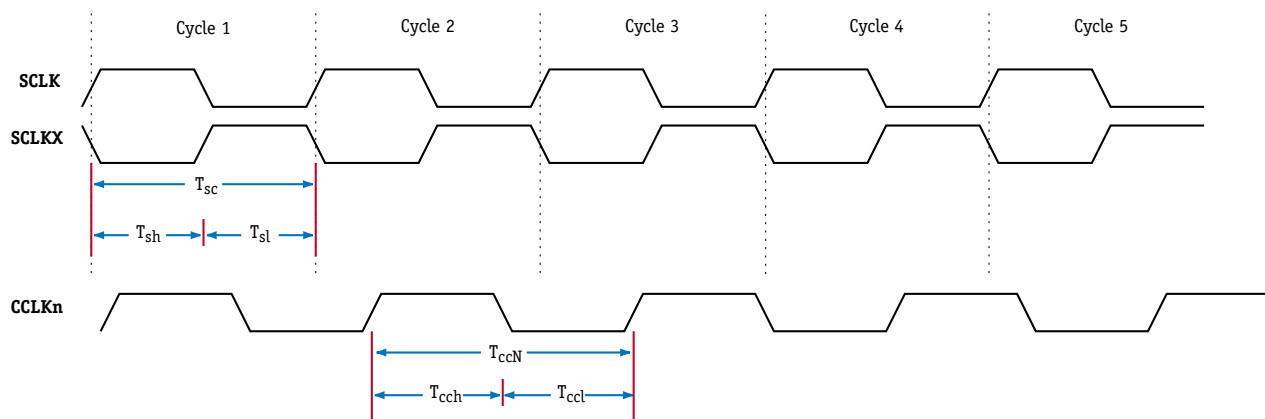 Cycle 1 Cycle 2 Cycle 3 Cycle 4 Cycle 5
SCLK
SCLKX
Tsc
Tsh Tsl
CCLKn
TccN
Tcch Tccl